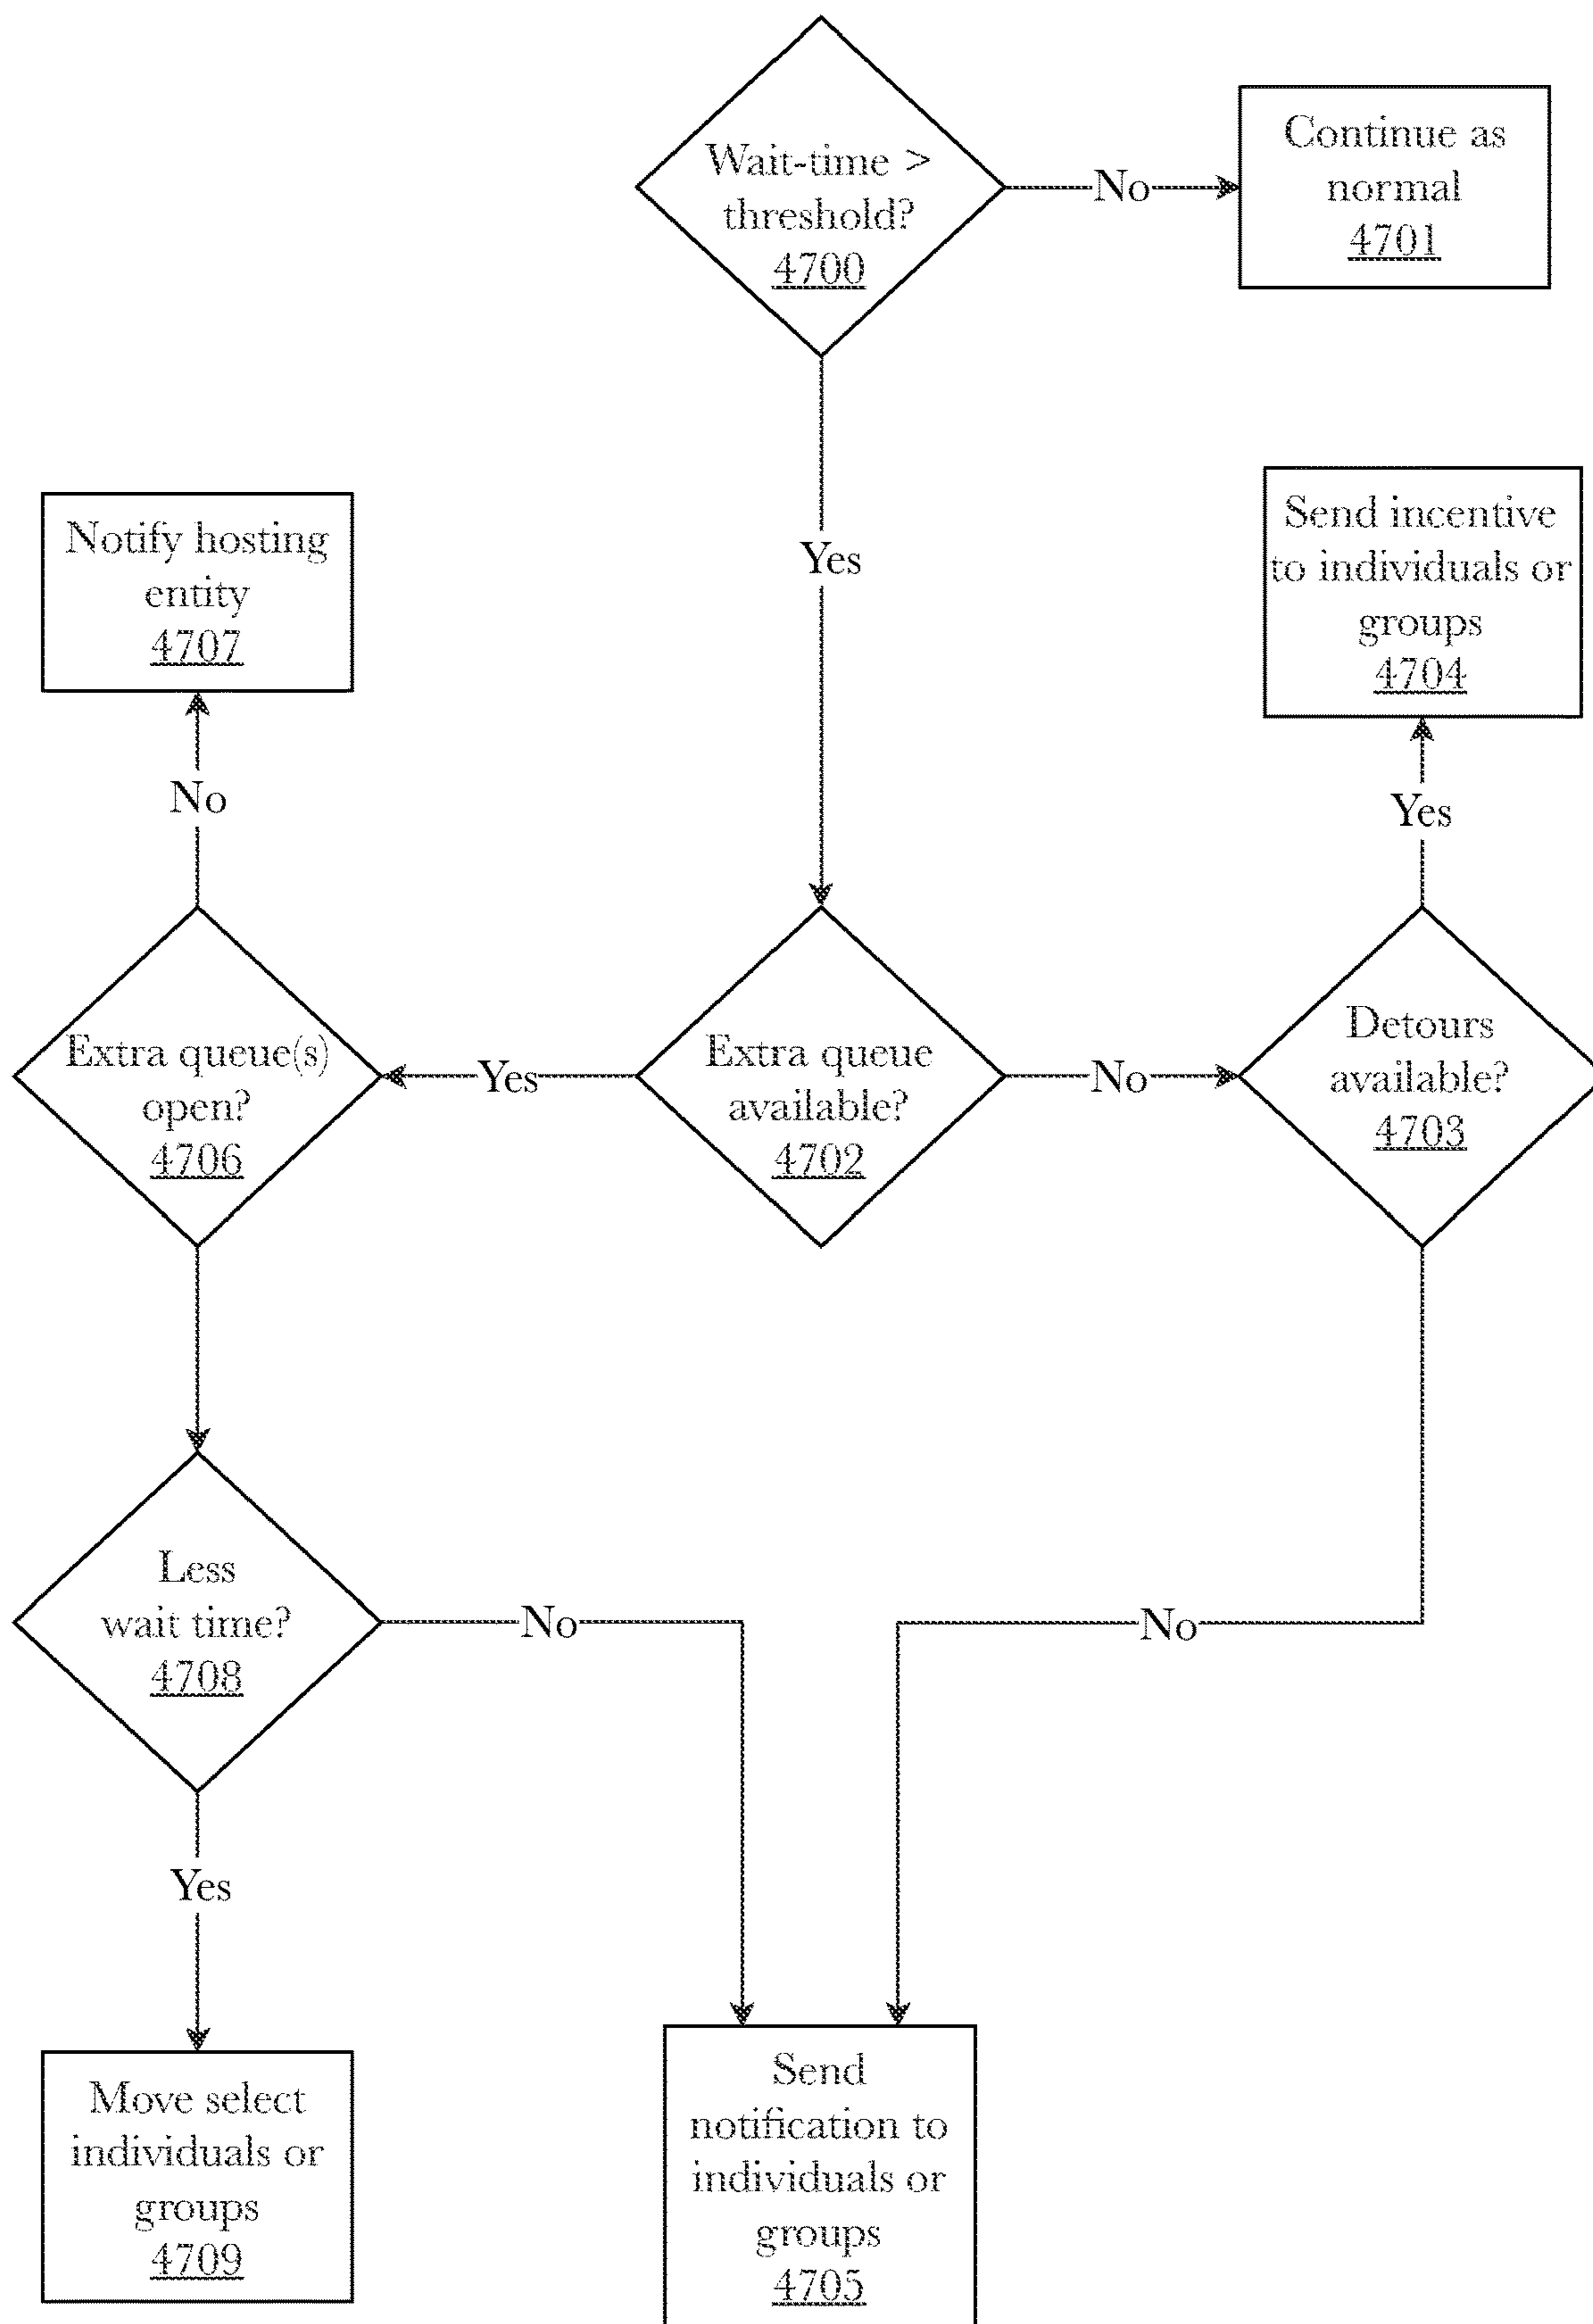 Wait-time >
threshold?
4700
No
Continue as
normal
4701
Yes
Notify hosting
entity
4707
Send incentive
to individuals or
groups
4704
No
Yes
Extra queue(s)
open?
4706
Yes
Extra queue
available?
4702
No
Detours
available?
4703
Less
wait time?
4708
No
No
Yes
Move select
individuals or
groups
4709
Send
notification to
individuals or
groups
4705